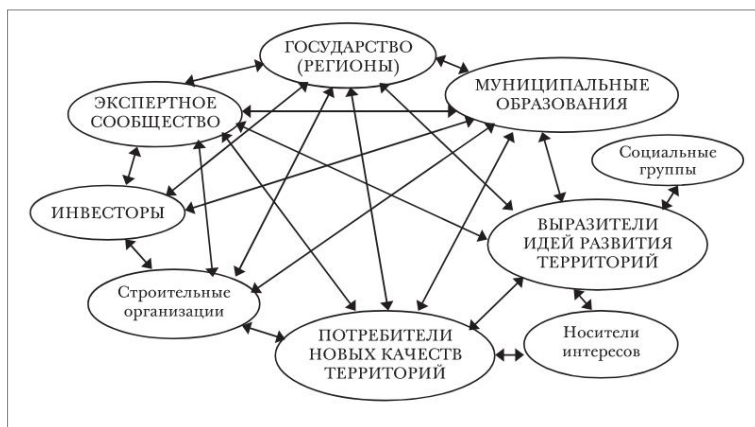 ГОСУДАРСТВО
(РЕГИОНЫ)
МУНИЦИПАЛЬНЫЕ
ОБРАЗОВАНИЯ
ЭКСПЕРТНОЕ
СООБЩЕСТВО
Социальные
группы
ИНВЕСТОРЫ
ВЫРАЗИТЕЛИ
ИДЕЙ РАЗВИТИЯ
ТЕРРИТОРИЙ
Строительные
организации
ПОТРЕБИТЕЛИ
НОВЫХ КАЧЕСТВ
ТЕРРИТОРИЙ
Носители
интересов